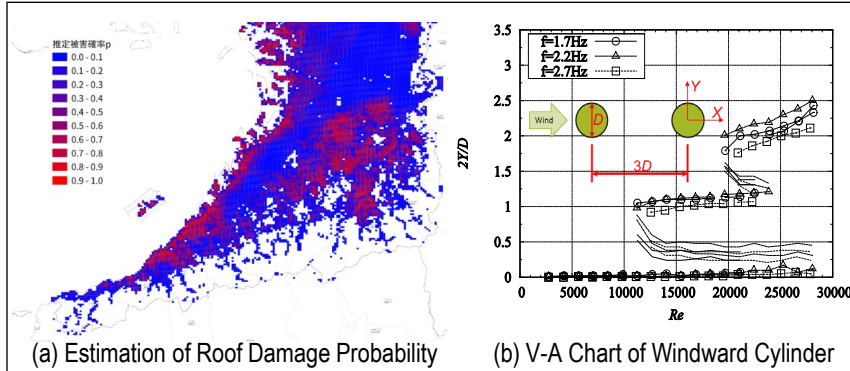 推定被害確率p
0.0 - 0.1
0.1 - 0.2
0.2 - 0.3
0.3 - 0.4
0.4 - 0.5
0.5 - 0.6
0.6 - 0.7
0.7 - 0.8
0.8 - 0.9
0.9 - 1.0
(a) Estimation of Roof Damage Probability
3.5
3
2.5
2
1.5
1
0.5
0
2Y/D
f=1.7Hz
f=2.2Hz
f=2.7Hz
Wind
D
Y
X
3D
0 5000 10000 15000 20000 25000 30000
Re
(b) V-A Chart of Windward Cylinder